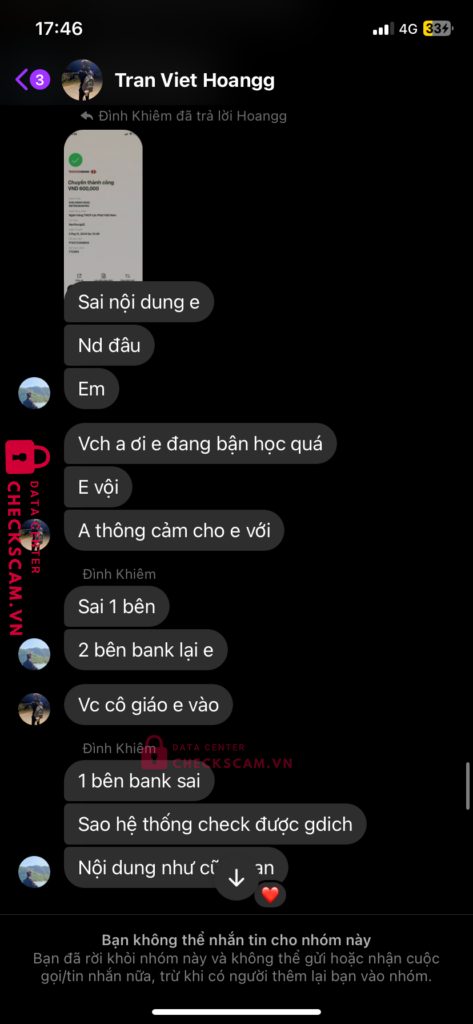 17:46
4G
33
3
Tran Viet Hoangg
Đình Khiêm đã trả lời Hoangg
Chuyển thành công
VND 600,000
Sai nội dung e
Nd đâu
Em
Vch a ơi e đang bận học quá
E vội
A thông cảm cho e với
DATA CENTER
CHECKSCAM.VN
Đình Khiêm
Sai 1 bên
2 bên bank lại e
Vc cô giáo e vào
Đình Khiêm
DATA CENTER
CHECKSCAM.VN
1 bên bank sai
Sao hệ thống check được gdich
Nội dung như
Bạn không thể nhắn tin cho nhóm này
Bạn đã rời khỏi nhóm này và không thể gửi hoặc nhận cuộc
gọi/tin nhắn nữa, trừ khi có người thêm lại bạn vào nhóm.